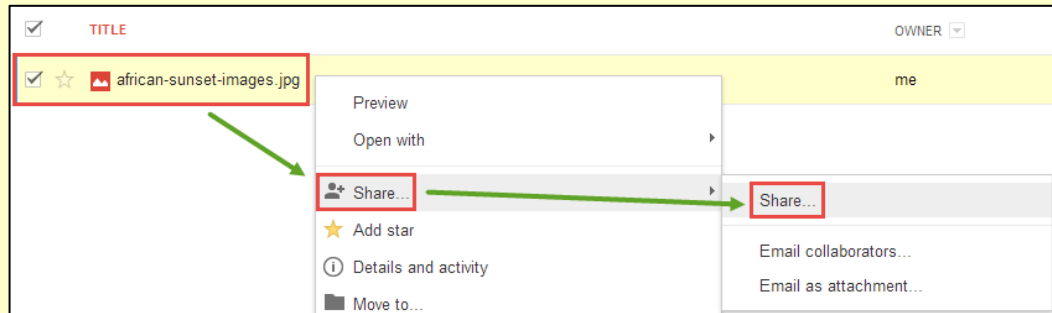 TITLE OWNER
african-sunset-images.jpg me
Preview
Open with
Share...
Add star
Details and activity
Move to...
Share...
Email collaborators...
Email as attachment...